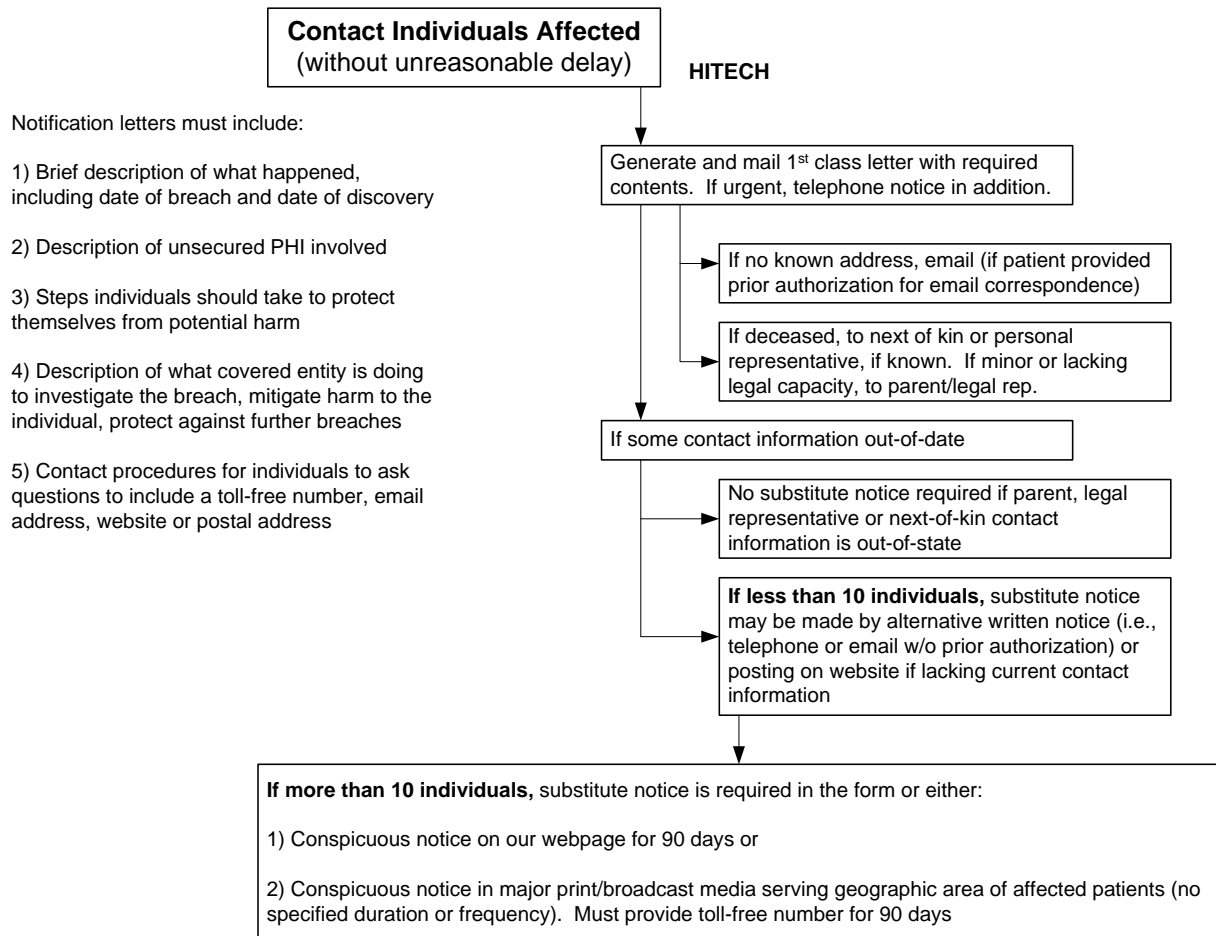 Contact Individuals Affected
(without unreasonable delay)
HITECH
Notification letters must include:
1) Brief description of what happened,
including date of breach and date of discovery
2) Description of unsecured PHI involved
3) Steps individuals should take to protect
themselves from potential harm
4) Description of what covered entity is doing
to investigate the breach, mitigate harm to the
individual, protect against further breaches
5) Contact procedures for individuals to ask
questions to include a toll-free number, email
address, website or postal address
Generate and mail 1st class letter with required
contents. If urgent, telephone notice in addition.
If no known address, email (if patient provided
prior authorization for email correspondence)
If deceased, to next of kin or personal
representative, if known. If minor or lacking
legal capacity, to parent/legal rep.
If some contact information out-of-date
No substitute notice required if parent, legal
representative or next-of-kin contact
information is out-of-state
If less than 10 individuals, substitute notice
may be made by alternative written notice (i.e.,
telephone or email w/o prior authorization) or
posting on website if lacking current contact
information
If more than 10 individuals, substitute notice is required in the form or either:
1) Conspicuous notice on our webpage for 90 days or
2) Conspicuous notice in major print/broadcast media serving geographic area of affected patients (no
specified duration or frequency). Must provide toll-free number for 90 days